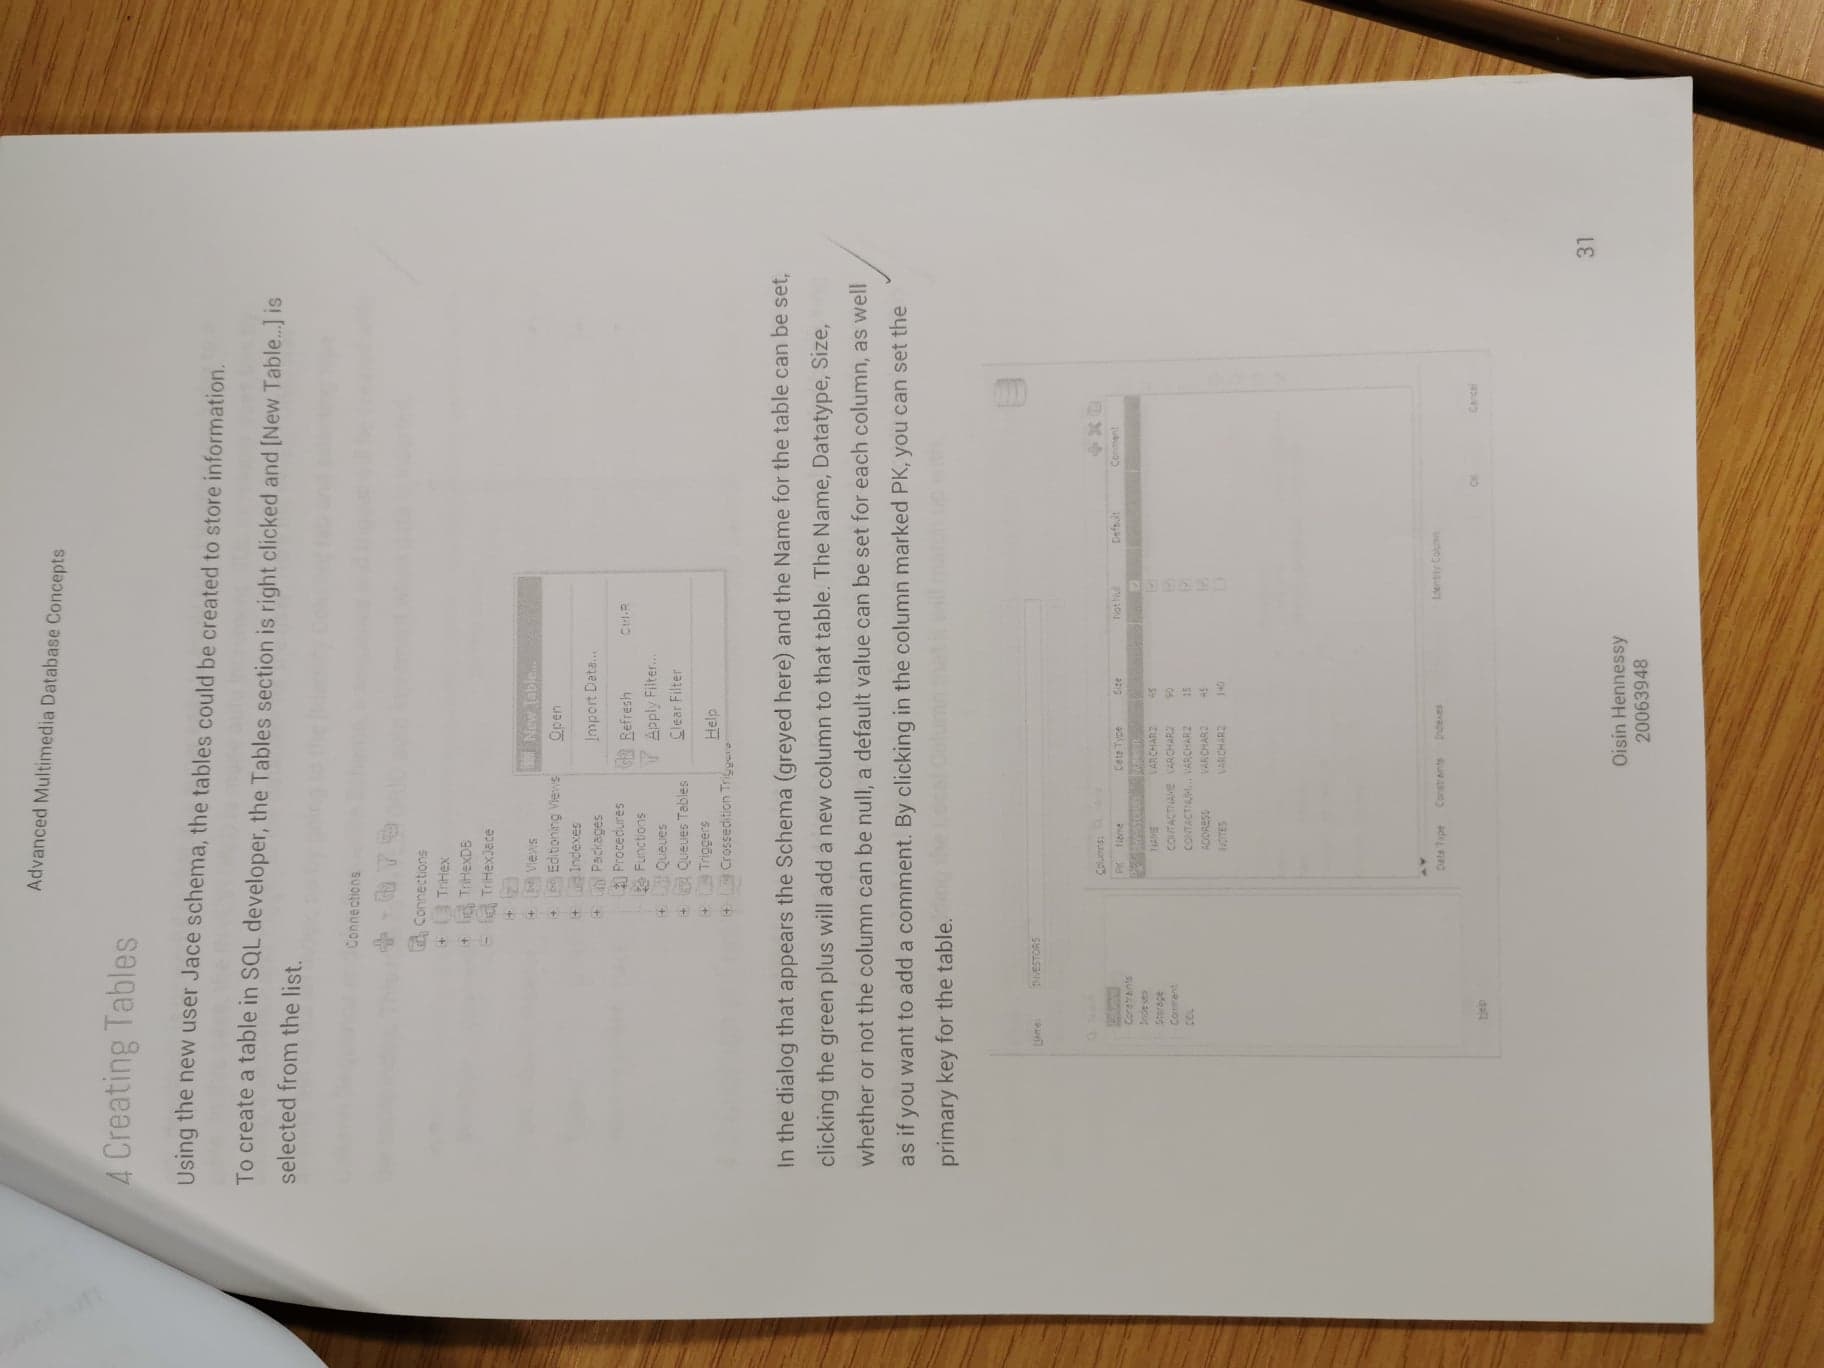 Advanced Multimedia Database Concepts
4 Creating Tables
Using the new user Jace schema, the tables could be created to store information.
To create a table in SQL developer, the Tables section is right clicked and [New Table...] is
selected from the list.
Connections
Connections
TriHex
TriHexDB
TriHexJace
Views
Editioning Views
Indexes
Packages
Procedures
Functions
Queues
Queues Tables
Triggers
Crossedition Triggers
New Table...
Open
Import Data...
Refresh Ctrl-R
Apply Filter...
Clear Filter
Help
In the dialog that appears the Schema (greyed here) and the Name for the table can be set,
clicking the green plus will add a new column to that table. The Name, Datatype, Size,
whether or not the column can be null, a default value can be set for each column, as well
as if you want to add a comment. By clicking in the column marked PK, you can set the
primary key for the table.
Name: INVESTORS
Columns
Constraints
Indexes
Storage
Comment
DDL
Columns:
PK Name Data Type Size Not Null Default Comment
NAME VARCHAR2 45
CONTACTNAME VARCHAR2 90
CONTACTNUM... VARCHAR2 15
ADDRESS VARCHAR2 45
NOTES VARCHAR2 140
Data Type Constraints Indexes Identity Column
Help OK Cancel
31
Oisín Hennessy
20063948